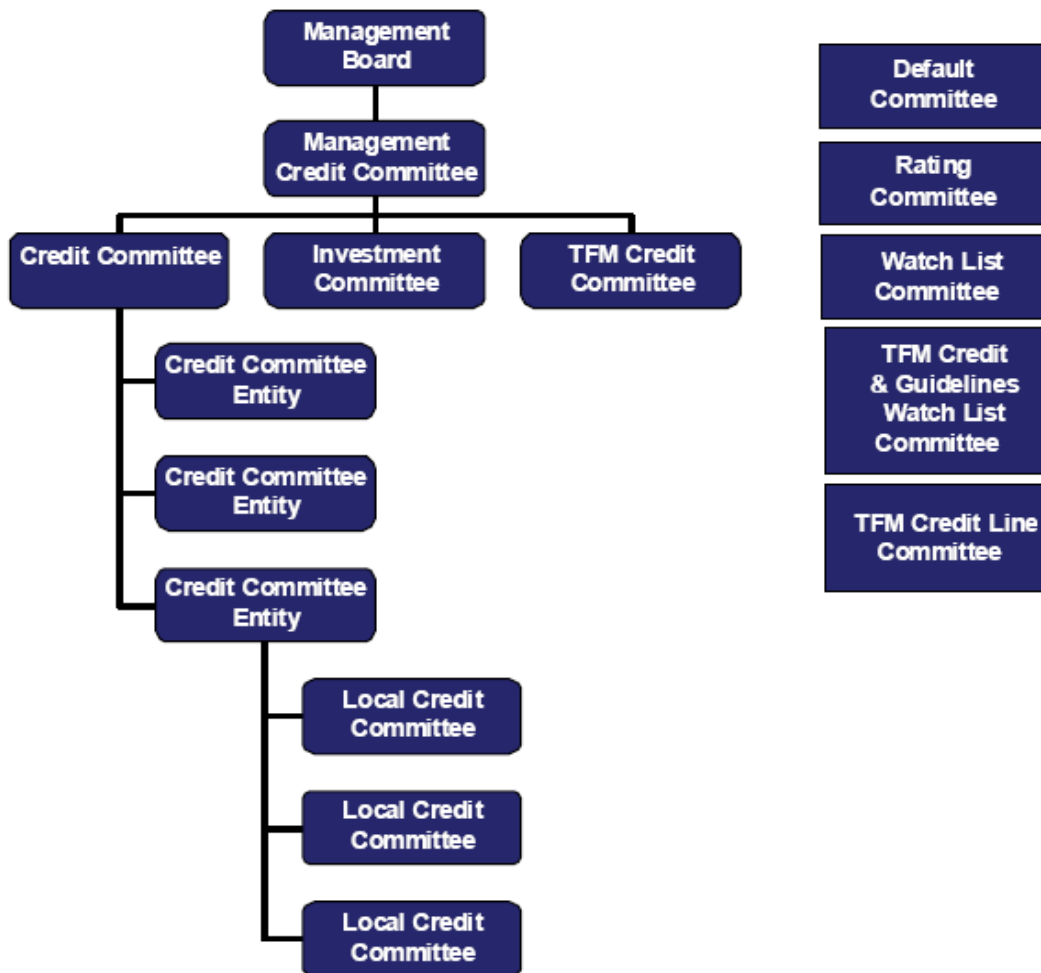 Management
Board
Management
Credit Committee
Credit Committee
Investment
Committee
TFM Credit
Committee
Credit Committee
Entity
Credit Committee
Entity
Credit Committee
Entity
Local Credit
Committee
Local Credit
Committee
Local Credit
Committee
Default
Committee
Rating
Committee
Watch List
Committee
TFM Credit
& Guidelines
Watch List
Committee
TFM Credit Line
Committee